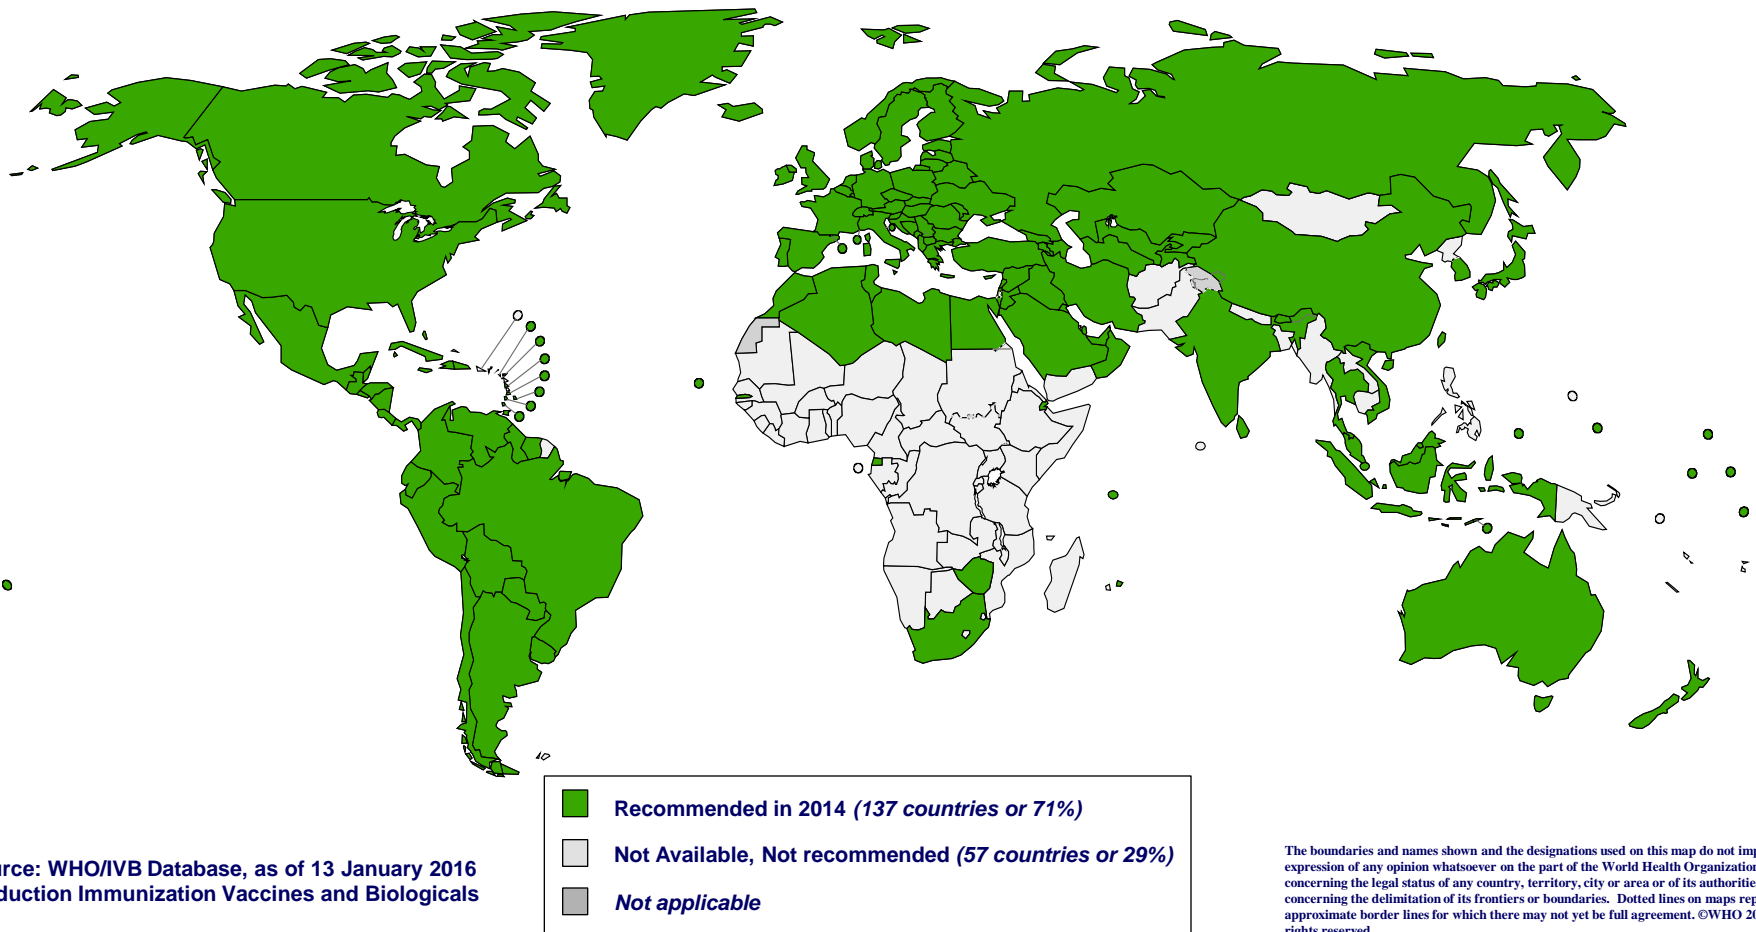 Recommended in 2014 (137 countries or 71%)
Not Available, Not recommended (57 countries or 29%)
Not applicable
urce: WHO/IVB Database, as of 13 January 2016
duction Immunization Vaccines and Biologicals
The boundaries and names shown and the designations used on this map do not imp
expression of any opinion whatsoever on the part of the World Health Organization
concerning the legal status of any country, territory, city or area or of its authoritie
concerning the delimitation of its frontiers or boundaries. Dotted lines on maps rep
approximate border lines for which there may not yet be full agreement. ©WHO 20
rights reserved